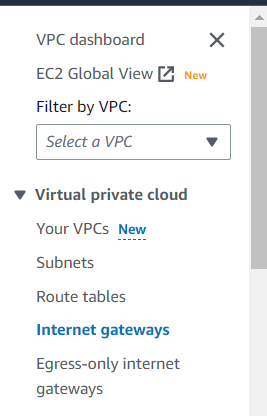 VPC dashboard
EC2 Global View New
Filter by VPC:
Select a VPC
Virtual private cloud
Your VPCs New
Subnets
Route tables
Internet gateways
Egress-only internet
gateways